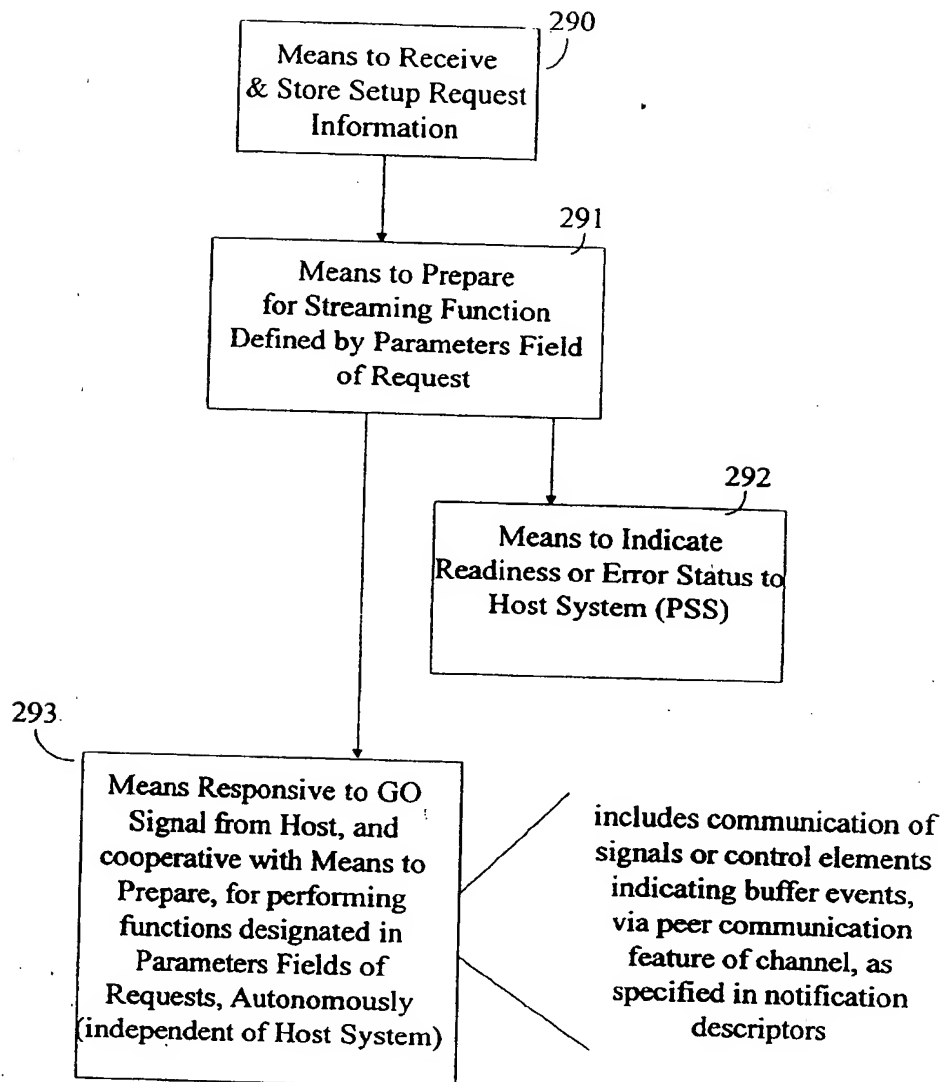 290
Means to Receive
& Store Setup Request
Information
291
Means to Prepare
for Streaming Function
Defined by Parameters Field
of Request
292
Means to Indicate
Readiness or Error Status to
Host System (PSS)
293
Means Responsive to GO
Signal from Host, and
cooperative with Means to
Prepare, for performing
functions designated in
Parameters Fields of
Requests, Autonomously
(independent of Host System)
includes communication of
signals or control elements
indicating buffer events,
via peer communication
feature of channel, as
specified in notification
descriptors